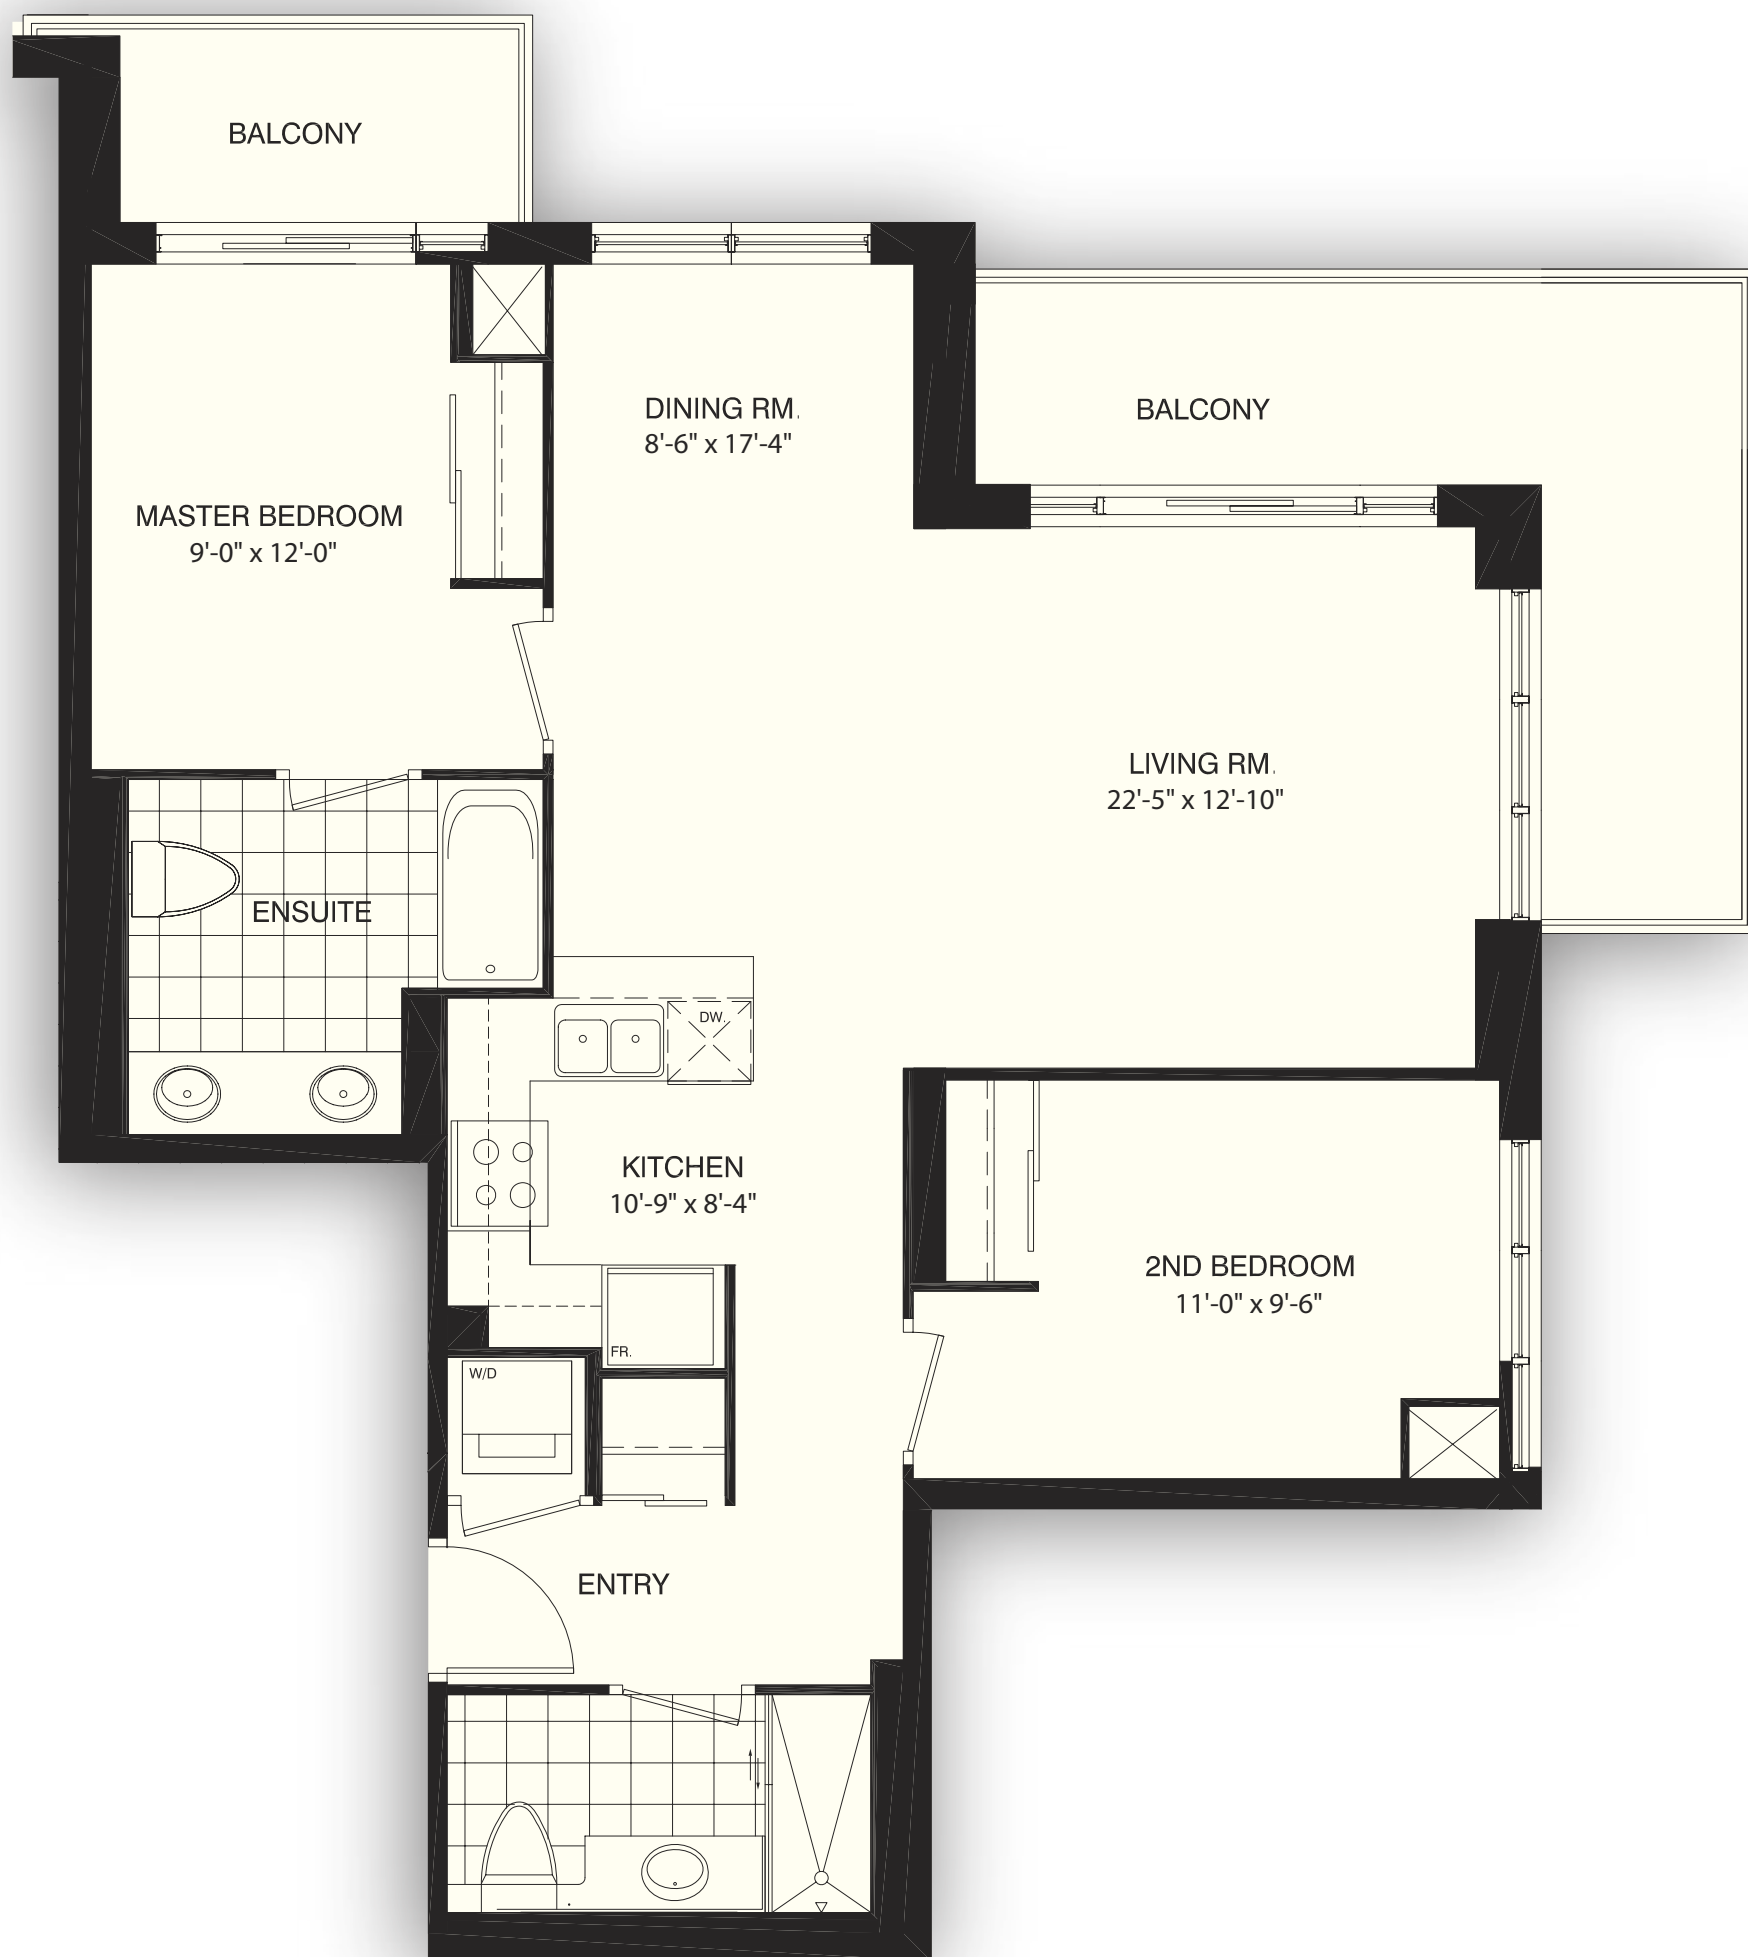 BALCONY
DINING RM.
8'-6" x 17'-4"
BALCONY
MASTER BEDROOM
9'-0" x 12'-0"
LIVING RM.
22'-5" x 12'-10"
ENSUITE
DW.
KITCHEN
10'-9" x 8'-4"
2ND BEDROOM
11'-0" x 9'-6"
FR.
W/D
ENTRY